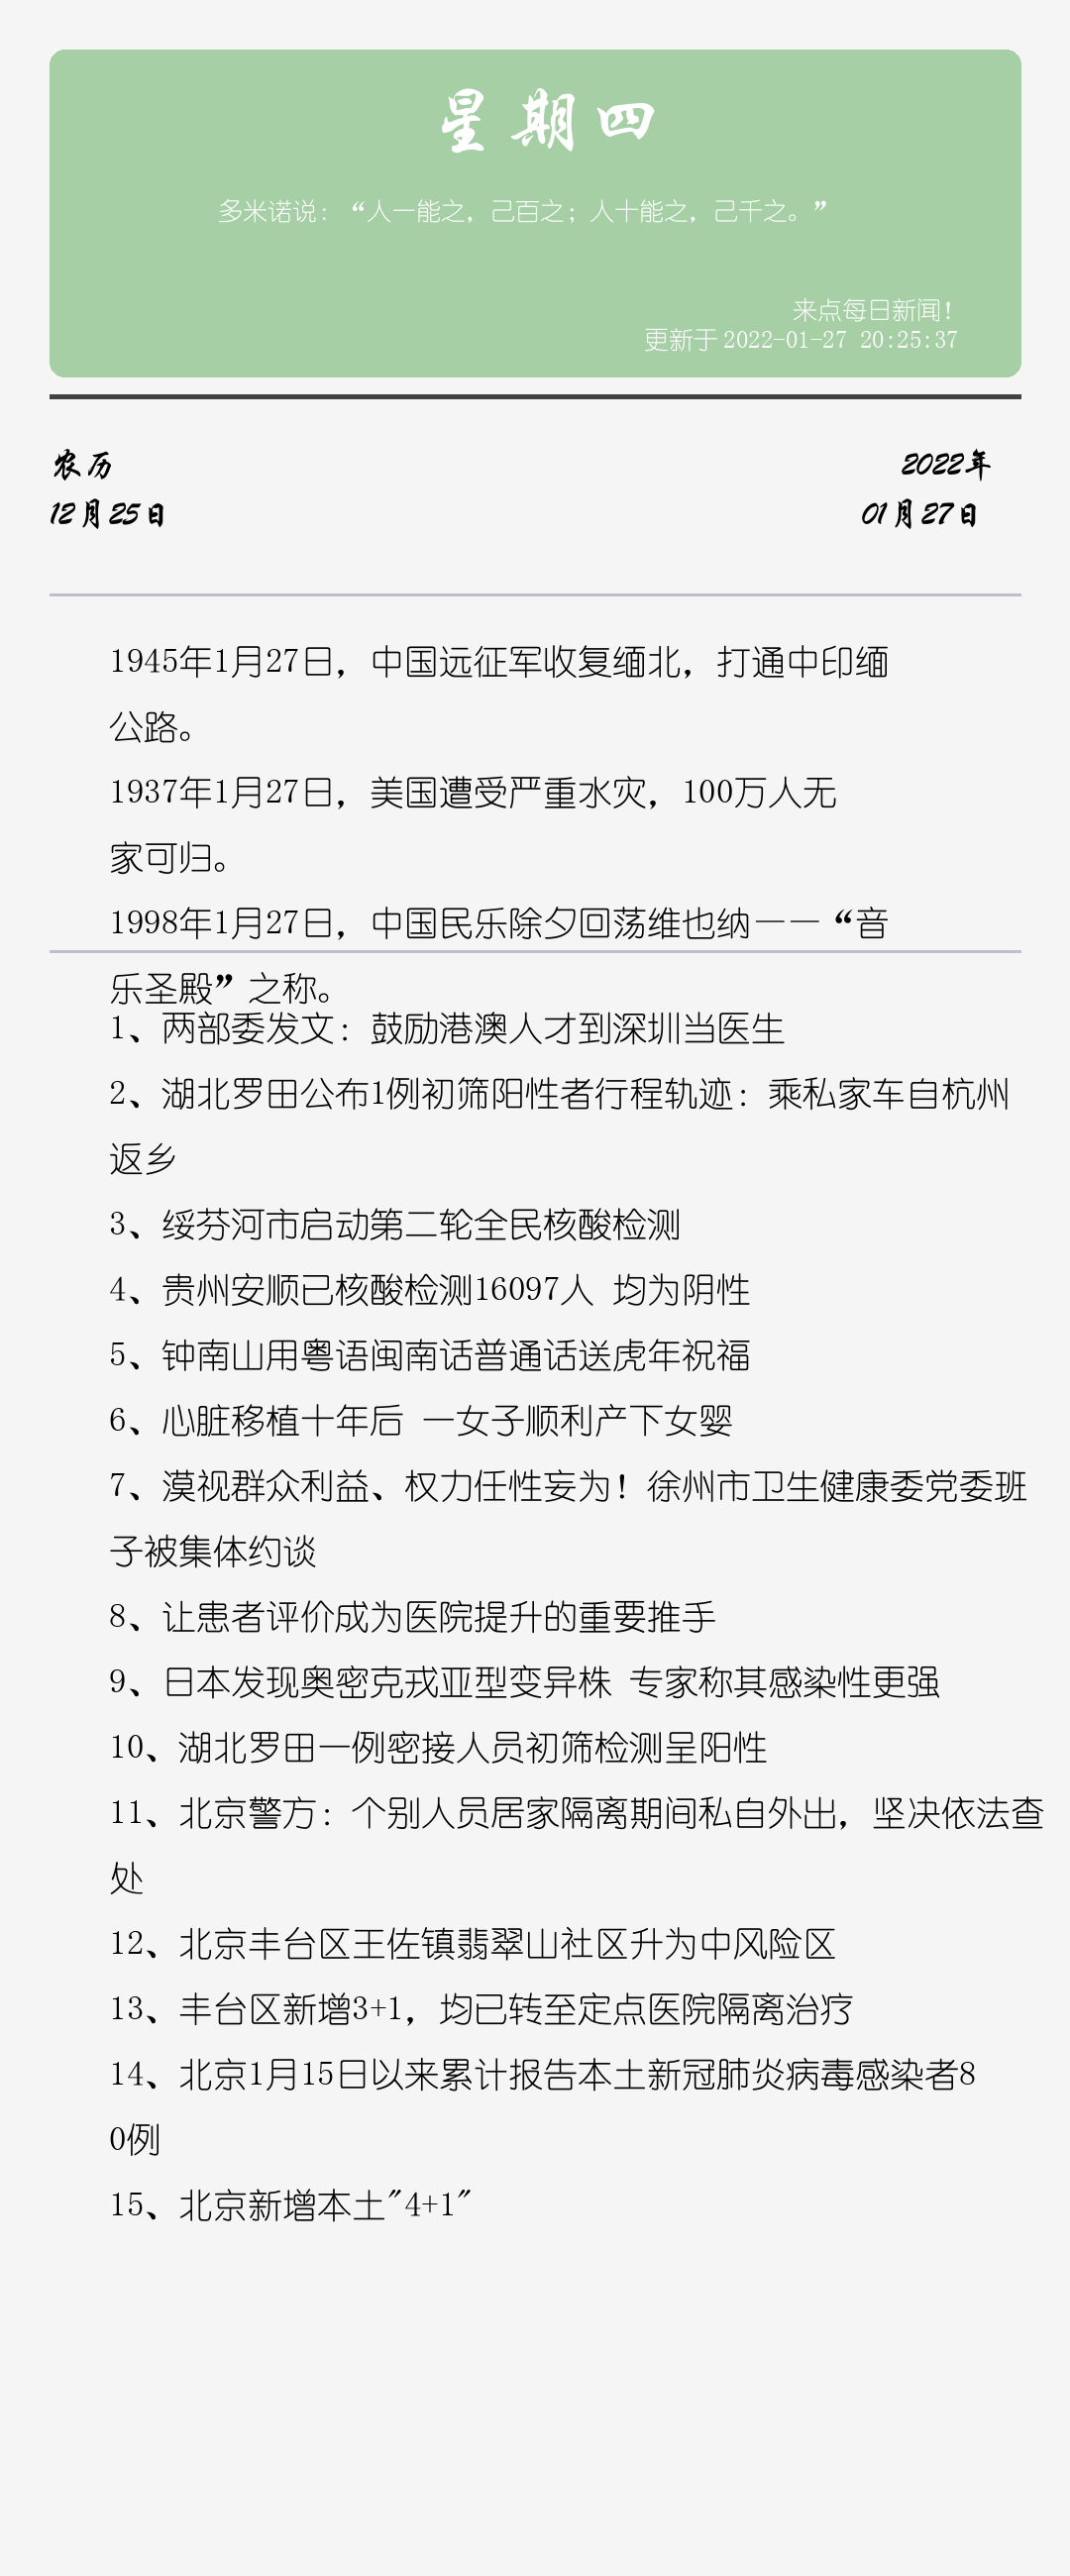 星期四
多米诺说：“人一能之，己百之；人十能之，己千之。”
来点每日新闻！
更新于 2022-01-27 20:25:37
农历
2022年
12月25日
01月27日
1945年1月27日，中国远征军收复缅北，打通中印缅
公路。
1937年1月27日，美国遭受严重水灾，100万人无
家可归。
1998年1月27日，中国民乐除夕回荡维也纳——“音
乐圣殿”之称。
1、两部委发文：鼓励港澳人才到深圳当医生
2、湖北罗田公布1例初筛阳性者行程轨迹：乘私家车自杭州
返乡
3、绥芬河市启动第二轮全民核酸检测
4、贵州安顺已核酸检测16097人 均为阴性
5、钟南山用粤语闽南话普通话送虎年祝福
6、心脏移植十年后 一女子顺利产下女婴
7、漠视群众利益、权力任性妄为！徐州市卫生健康委党委班
子被集体约谈
8、让患者评价成为医院提升的重要推手
9、日本发现奥密克戎亚型变异株 专家称其感染性更强
10、湖北罗田一例密接人员初筛检测呈阳性
11、北京警方：个别人员居家隔离期间私自外出，坚决依法查
处
12、北京丰台区王佐镇翡翠山社区升为中风险区
13、丰台区新增3+1，均已转至定点医院隔离治疗
14、北京1月15日以来累计报告本土新冠肺炎病毒感染者8
0例
15、北京新增本土"4+1"